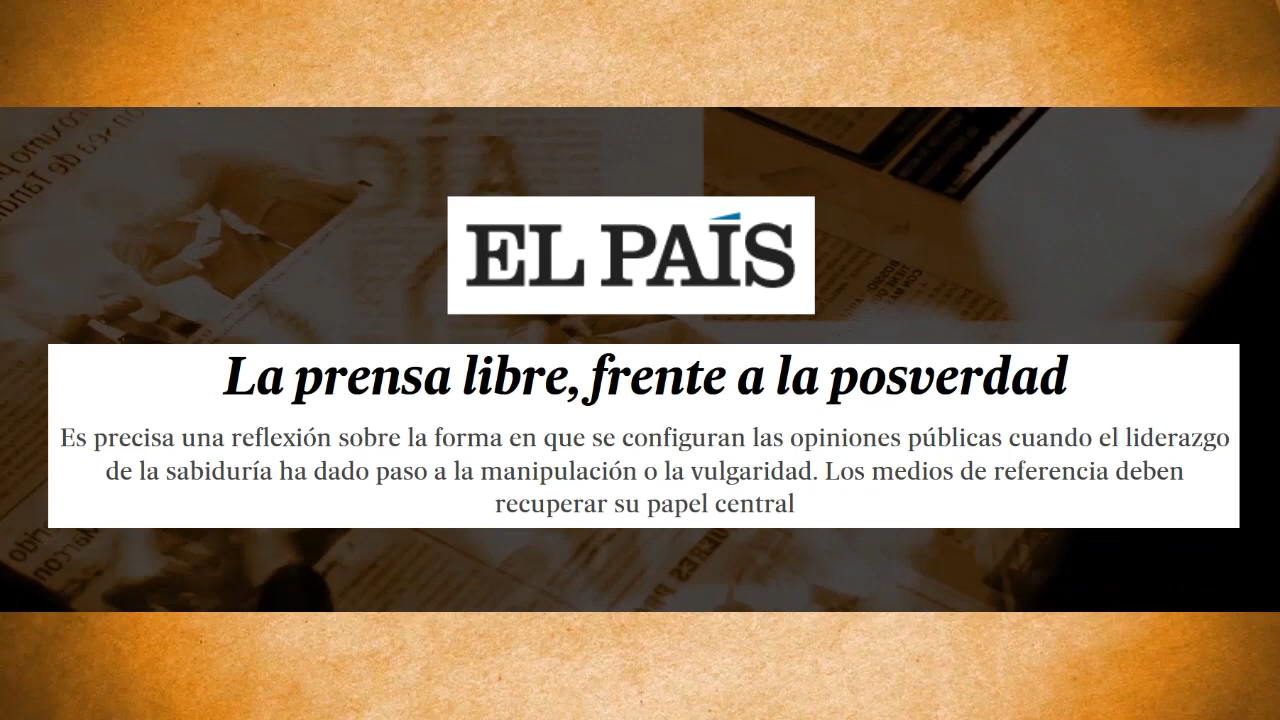 EL PAÍS
La prensa libre, frente a la posverdad
Es precisa una reflexión sobre la forma en que se configuran las opiniones públicas cuando el liderazgo
de la sabiduría ha dado paso a la manipulación o la vulgaridad. Los medios de referencia deben
recuperar su papel central